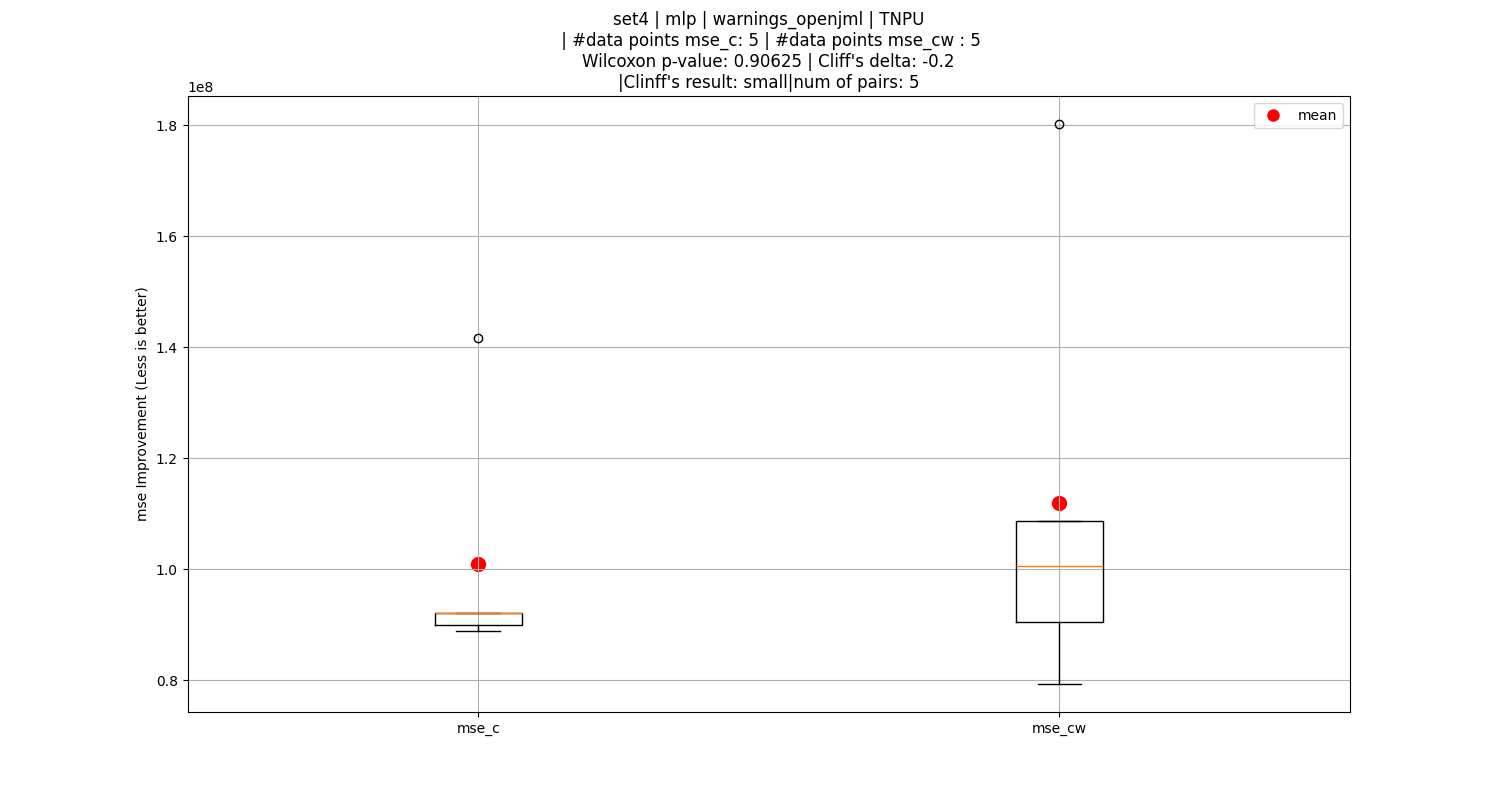 set4 | mlp | warnings_openjml | TNPU
| #data points mse_c: 5 | #data points mse_cw : 5
Wilcoxon p-value: 0.90625 | Cliff's delta: -0.2
|Clinff's result: small|num of pairs: 5
1e8
mean
1.8
1.6
1.4
1.2
1.0
0.8
mse Improvement (Less is better)
mse_c
mse_cw